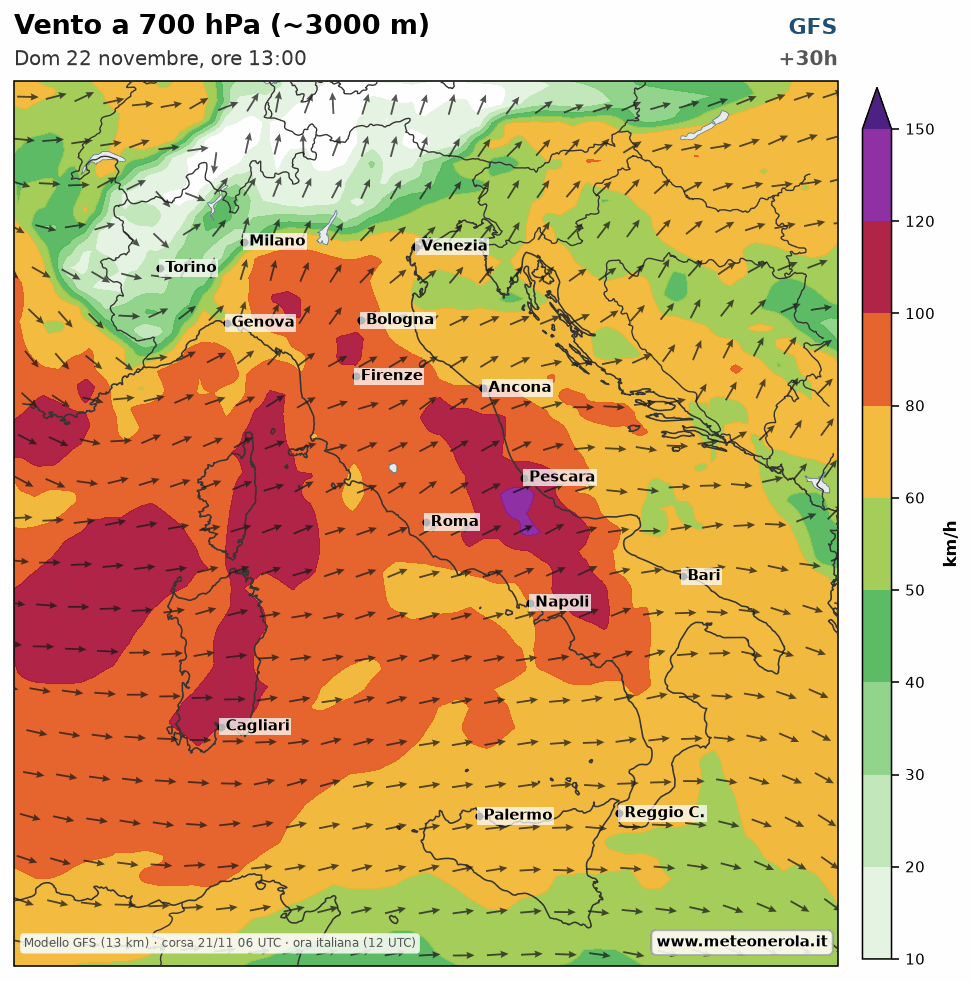 Vento a 700 hPa (~3000 m)
GFS
Dom 22 novembre, ore 13:00
+30h
150
120
100
80
60
50
40
30
20
10
km/h
Milano
Venezia
Torino
Genova
Bologna
Firenze
Ancona
Pescara
Roma
Bari
Napoli
Cagliari
Palermo
Reggio C.
Modello GFS (13 km) · corsa 21/11 06 UTC · ora italiana (12 UTC)
www.meteonerola.it